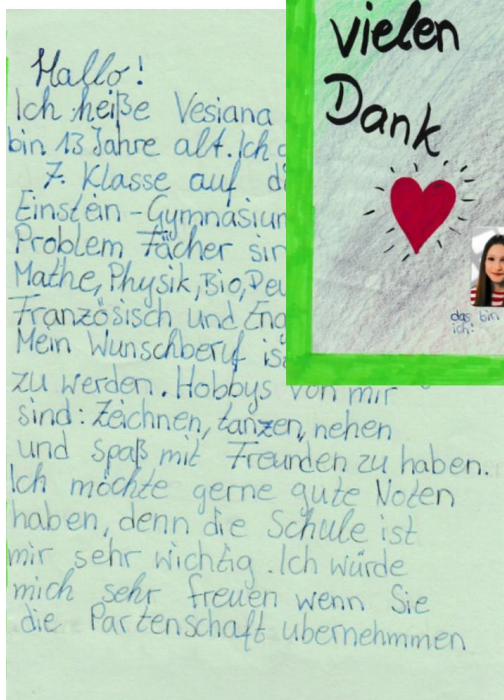 Hallo!
Ich heiße Vesiana
bin 13 Jahre alt. Ich
7. Klasse auf
Einstein-Gymnasium
Problem Fächer
Mathe, Physik, Bio,
Französisch und
Mein Wunschberuf
zu werden. Hobbys von mir
sind: Zeichnen, tanzen, nehen
und spaß mit Freunden zu haben.
Ich möchte gerne gute Noten
haben, denn die Schule ist
mir sehr wichtig. Ich würde
mich sehr freuen wenn Sie
die Partenschaft ubernehmmen
vielen
Dank
das bin
ich!